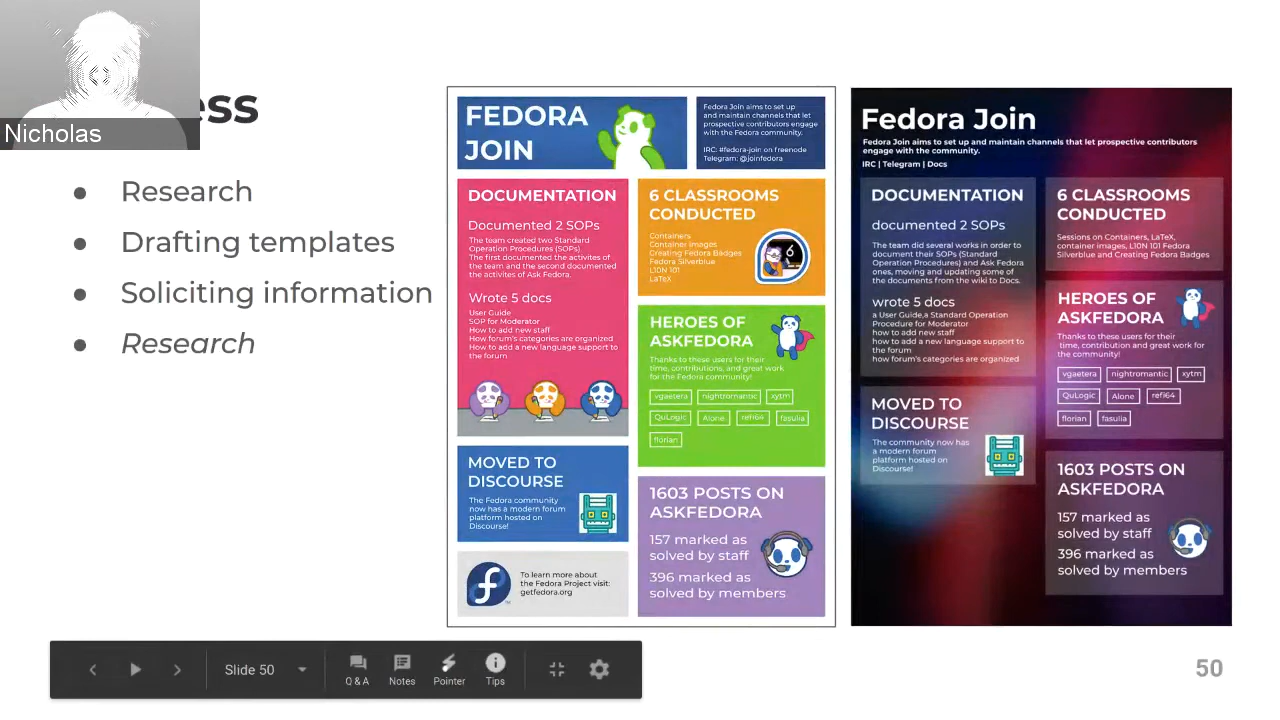 Nicholas
ess
● Research
● Drafting templates
● Soliciting information
● Research
FEDORA
JOIN
Fedora Join aims to set up
and maintain channels that let
prospective contributors engage
with the Fedora community.
IRC: #fedora-join on freenode
Telegram: @joinfedora
DOCUMENTATION
Documented 2 SOPs
The team created two Standard
Operation Procedures (SOPs).
The first documented the activites of
the team and the second documented
the activites of Ask Fedora.
Wrote 5 docs
User Guide
SOP for Moderator
How to add new staff
How forum's categories are organized
How to add a new language support to
the forum
MOVED TO
DISCOURSE
The Fedora community
now has a modern forum
platform hosted on
Discourse!
To learn more about
the Fedora Project visit:
getfedora.org
6 CLASSROOMS
CONDUCTED
Containers
Container Images
Creating Fedora Badges
Fedora Silverblue
L10N 101
LaTeX
6
HEROES OF
ASKFEDORA
Thanks to these users for their
time, contributions, and great work
for the Fedora community!
vgaetera nightromantic xytm
QuLogic Alone refi64 fasulia
florian
1603 POSTS ON
ASKFEDORA
157 marked as
solved by staff
396 marked as
solved by members
Fedora Join
Fedora Join aims to set up and maintain channels that let prospective contributors
engage with the community.
IRC | Telegram | Docs
DOCUMENTATION
documented 2 SOPs
The team did several works in order to
document their SOPs (Standard
Operation Procedures) and Ask Fedora
ones, moving and updating some of
the documents from the wiki to Docs.
wrote 5 docs
a User Guide,a Standard Operation
Procedure for Moderator
how to add new staff
how to add a new language support to
the forum
how forum's categories are organized
MOVED TO
DISCOURSE
The community now has
a modern forum
platform hosted on
Discourse!
6 CLASSROOMS
CONDUCTED
Sessions on Containers, LaTeX,
container images, L10N 101 Fedora
Silverblue and Creating Fedora Badges
HEROES OF
ASKFEDORA
Thanks to these users for their
time, contribution and great work for
the community!
vgaetera nightromantic xytm
QuLogic Alone refi64
florian fasulia
1603 POSTS ON
ASKFEDORA
157 marked as
solved by staff
396 marked as
solved by members
Slide 50
Q & A Notes Pointer Tips
50